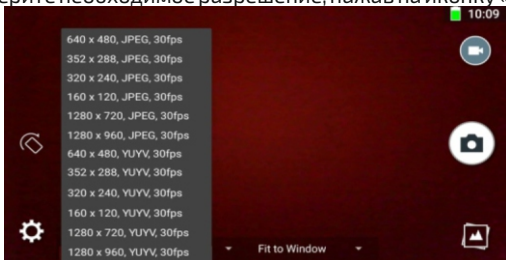 ерите необходимое разрешение, нажав на иконку
10:09
640 x 480, JPEG, 30fps
352 x 288, JPEG, 30fps
320 x 240, JPEG, 30fps
160 x 120, JPEG, 30fps
1280 x 720, JPEG, 30fps
1280 x 960, JPEG, 30fps
640 x 480, YUYV, 30fps
352 x 288, YUYV, 30fps
320 x 240, YUYV, 30fps
160 x 120, YUYV, 30fps
1280 x 720, YUYV, 30fps
1280 x 960, YUYV, 30fps
Fit to Window